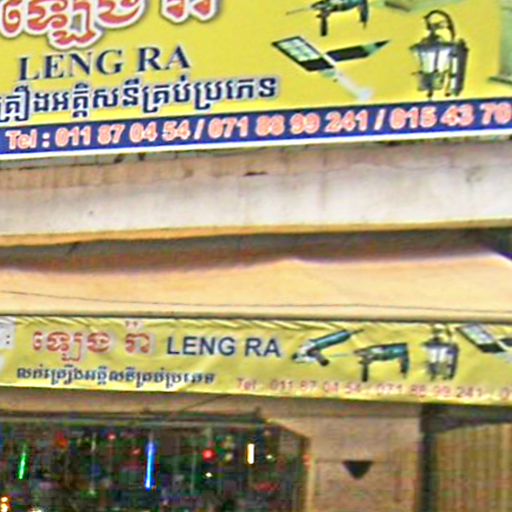 ឡេង រ៉ា
LENG RA
គ្រឿងអគ្គិសនីគ្រប់ប្រភេទ
Tel : 011 87 04 54 / 071 88 99 241 / 015 43 70
ឡេង រ៉ា LENG RA
លក់គ្រឿងអគ្គិសនីគ្រប់ប្រភេទ
Tel : 011 87 04 54 / 071 88 99 241